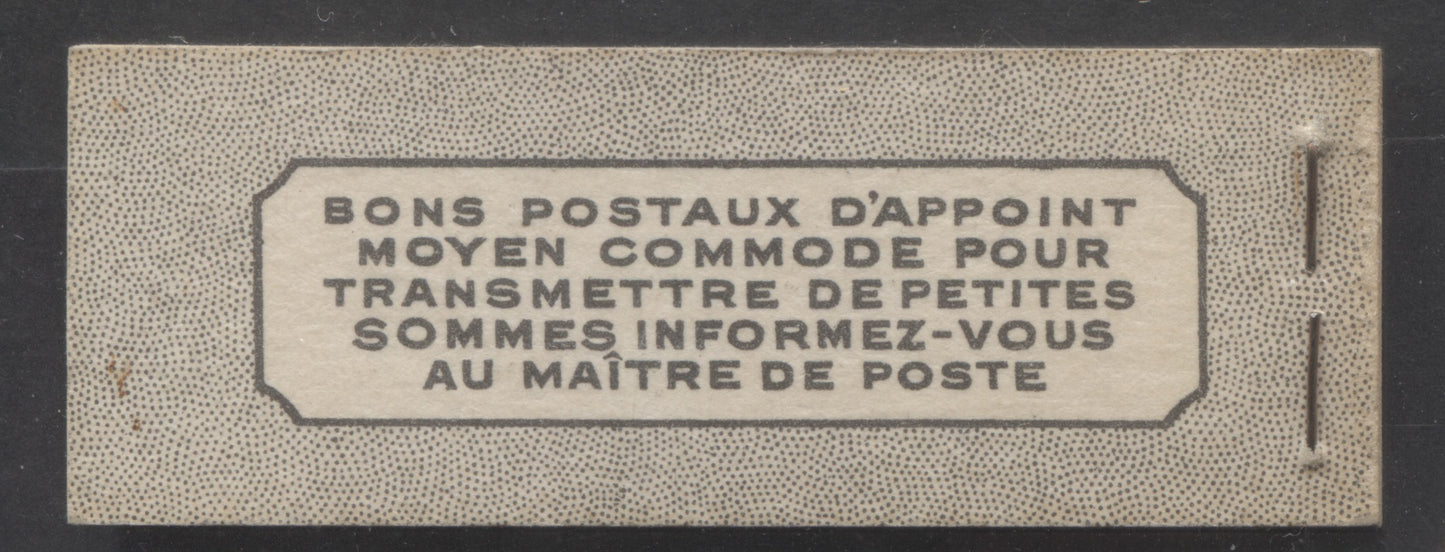 BONS POSTAUX D'APPOINT
MOYEN COMMODE POUR
TRANSMETTRE DE PETITES
SOMMES INFORMEZ-VOUS
AU MAÎTRE DE POSTE